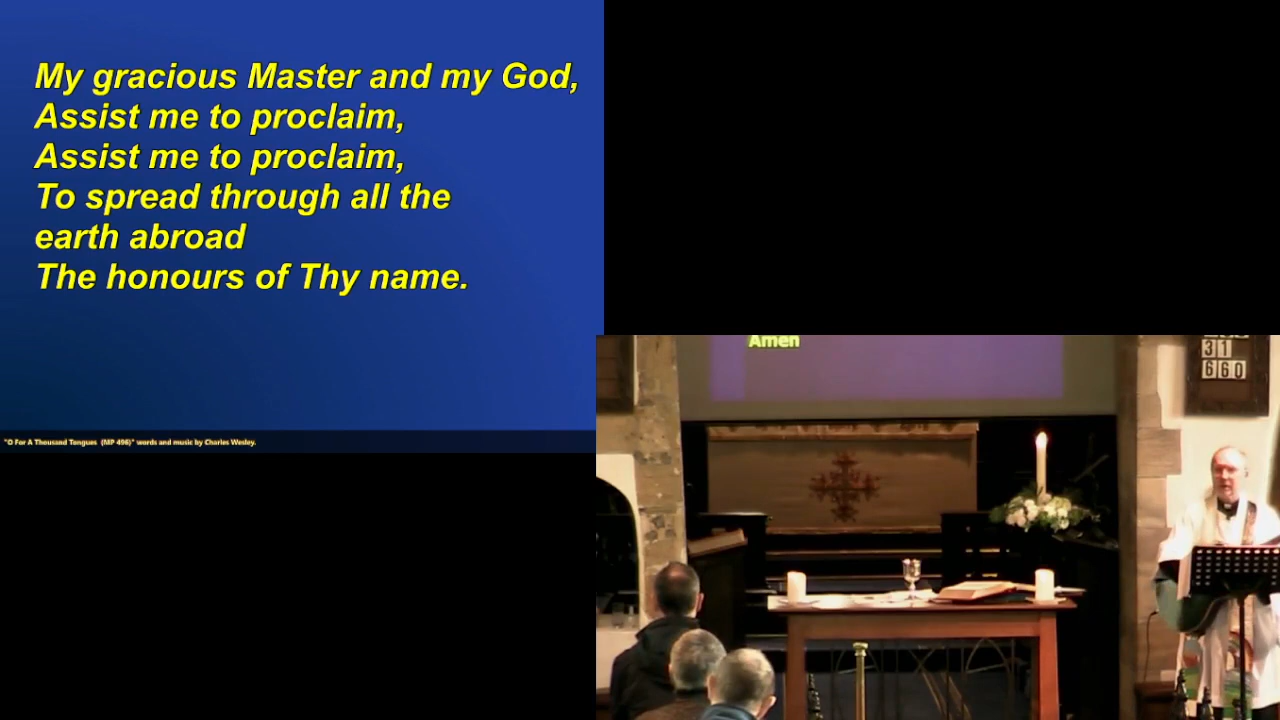 My gracious Master and my God,
Assist me to proclaim,
Assist me to proclaim,
To spread through all the
earth abroad
The honours of Thy name.
"O For A Thousand Tongues (MP 496)" words and music by Charles Wesley.
Amen
31
660